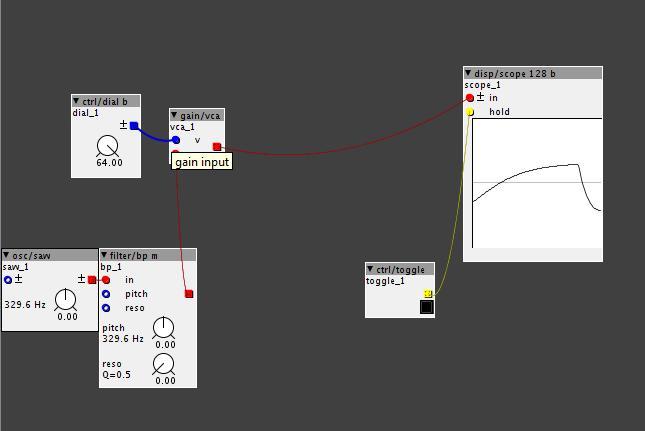 ▼ disp/scope 128 b
scope_1
± in
hold
▼ ctrl/dial b
dial_1
±
64.00
▼ gain/vca
vca_1
v
gain input
▼ osc/saw
saw_1
±
±
329.6 Hz
0.00
▼ filter/bp m
bp_1
in
pitch
reso
pitch
329.6 Hz
0.00
reso
Q=0.5
0.00
▼ ctrl/toggle
toggle_1